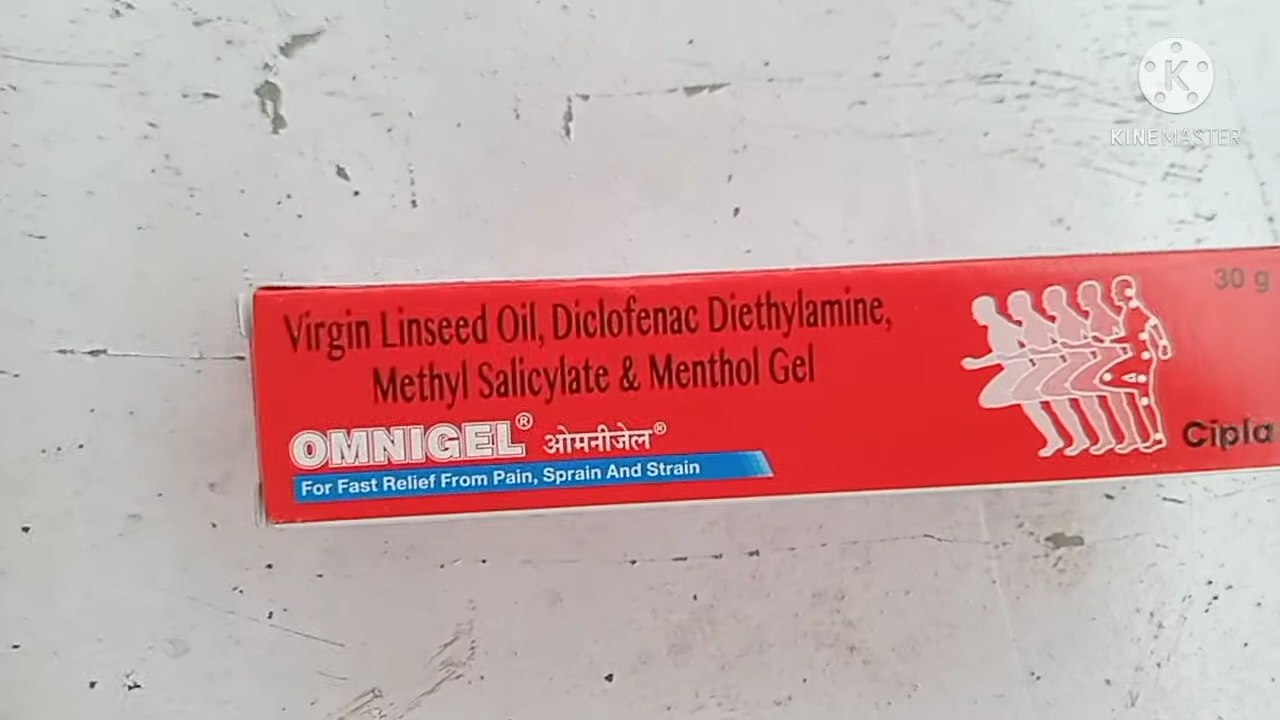 KINEMASTER
Virgin Linseed Oil, Diclofenac Diethylamine,
Methyl Salicylate & Menthol Gel
30 g
OMNIGEL® ओमनीजेल®
Cipla
For Fast Relief From Pain, Sprain And Strain